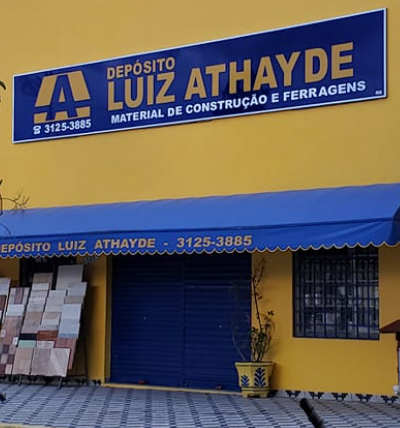 DEPÓSITO
LUIZ ATHAYDE
☎ 3125-3885
MATERIAL DE CONSTRUÇÃO E FERRAGENS
DEPÓSITO LUIZ ATHAYDE - 3125-3885